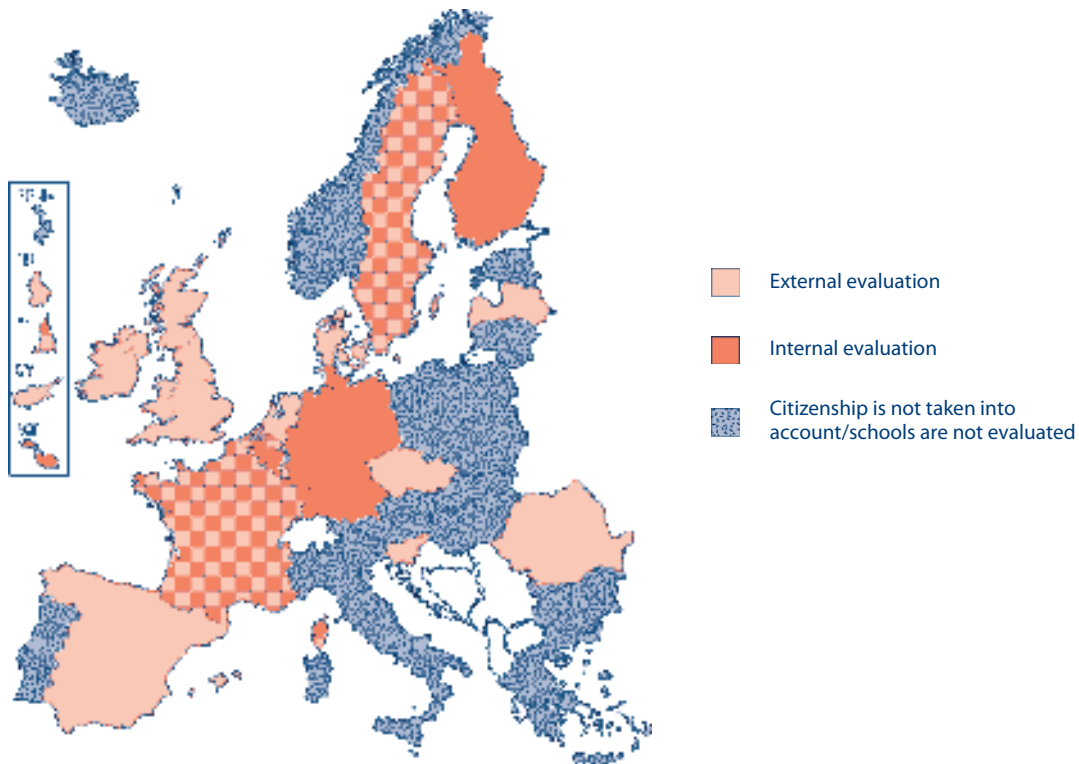 CY
External evaluation
Internal evaluation
Citizenship is not taken into
account/schools are not evaluated